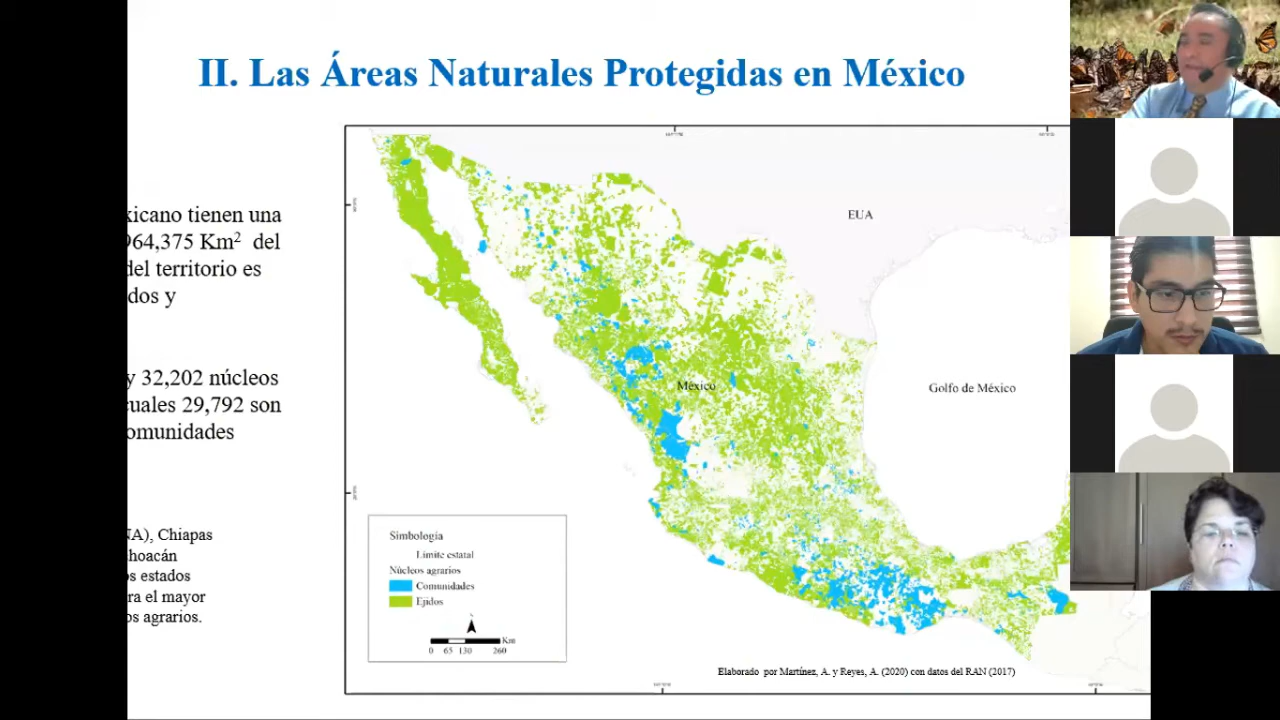 II. Las Áreas Naturales Protegidas en México
xicano tienen una
964,375 Km² del
del territorio es
dos y
y 32,202 núcleos
cuales 29,792 son
omunidades
NA), Chiapas
hoacán
os estados
ra el mayor
os agrarios.
EUA
México
Golfo de México
Simbología
Límite estatal
Núcleos agrarios
Comunidades
Ejidos
Km
0 65 130 260
Elaborado por Martínez, A. y Reyes, A. (2020) con datos del RAN (2017)